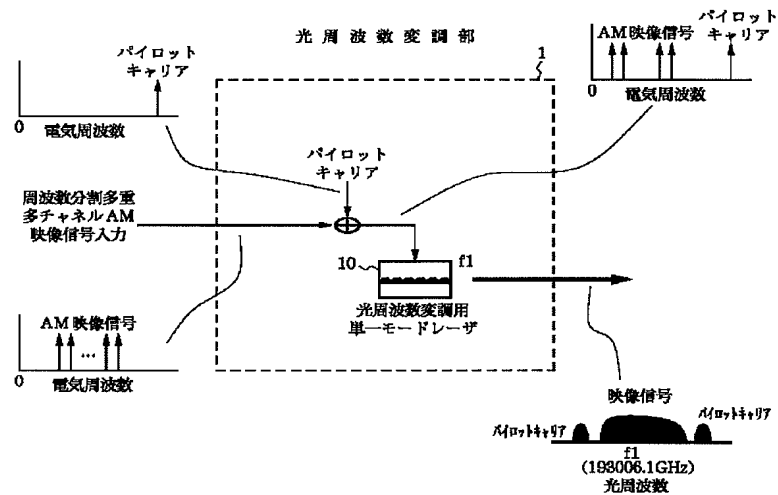 光周波数変調部
1
パイロット
キャリア
0
電気周波数
AM映像信号
パイロット
キャリア
0
電気周波数
パイロット
キャリア
周波数分割多重
多チャネルAM
映像信号入力
10
f1
光周波数変調用
単一モードレーザ
AM映像信号
...
0
電気周波数
映像信号
パイロットキャリア
パイロットキャリア
f1
(193006.1GHz)
光周波数